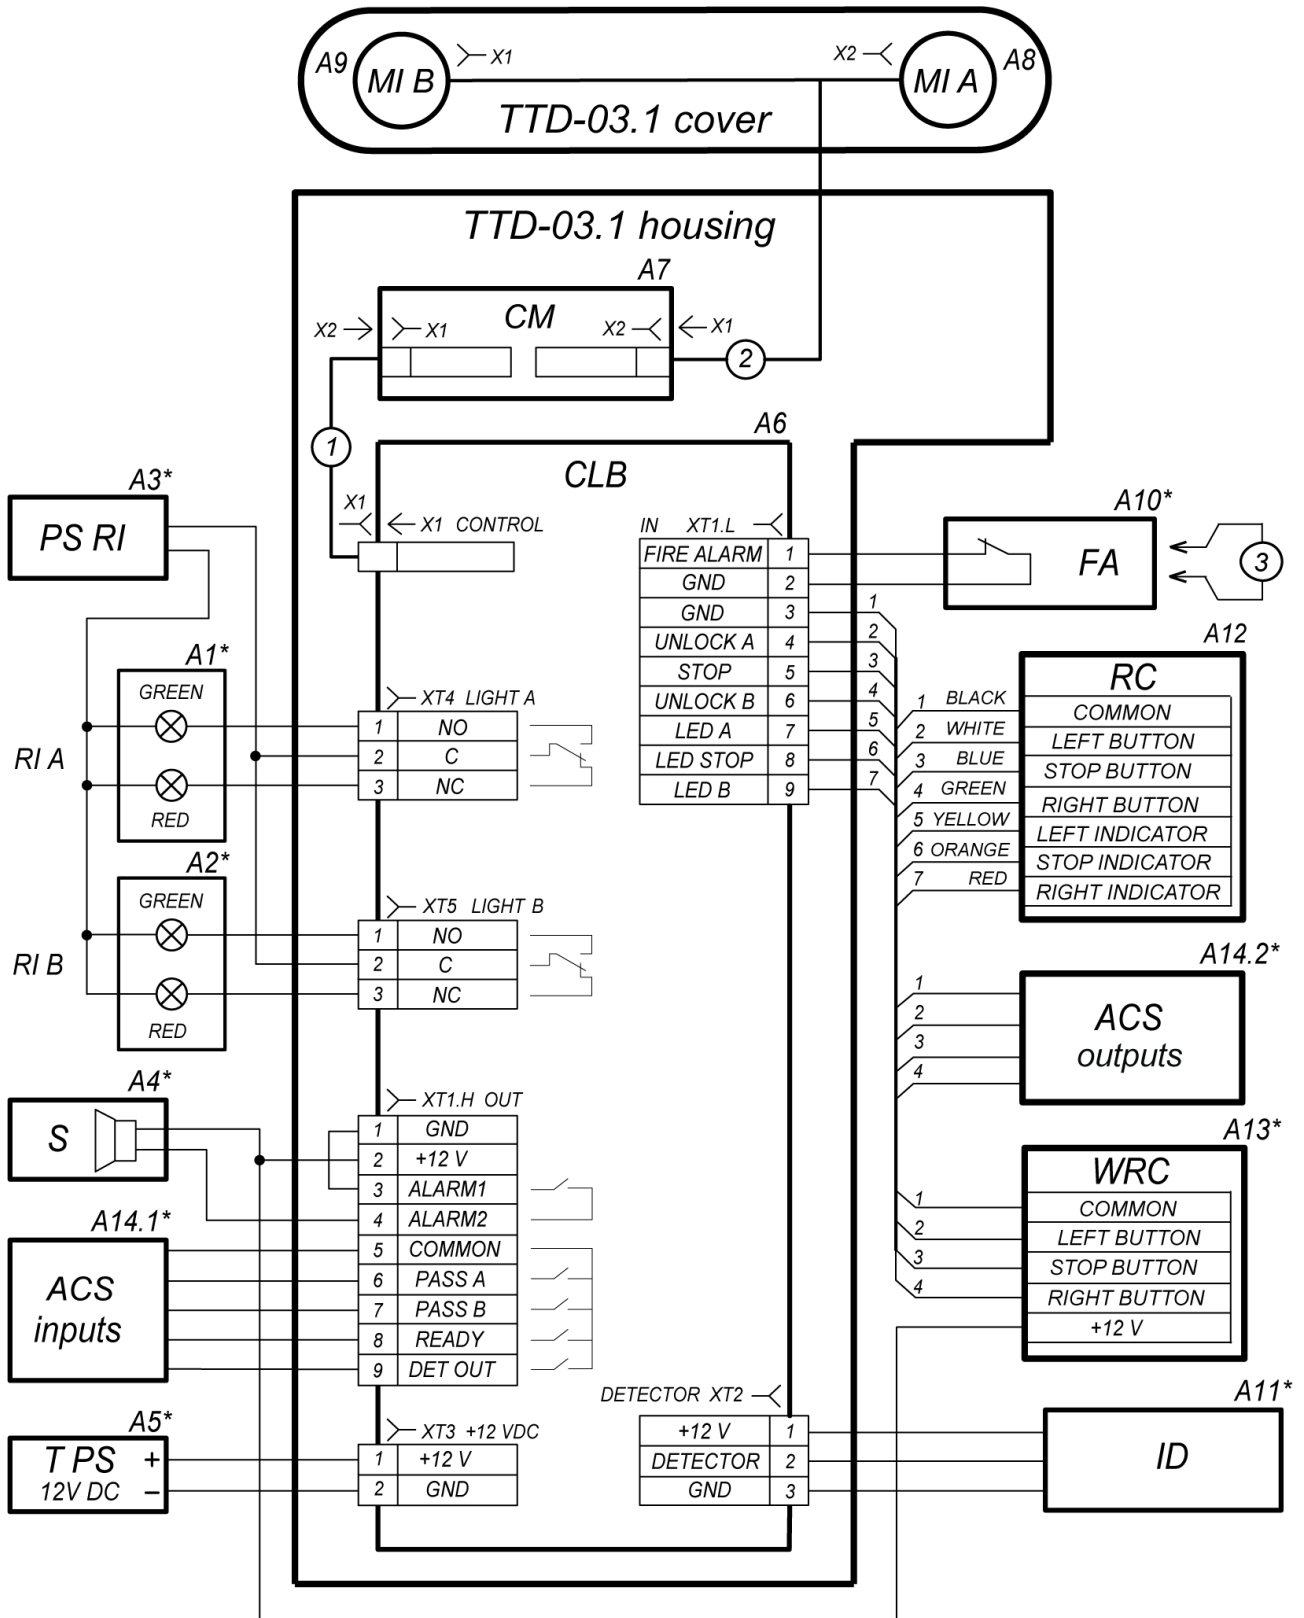 A9
MI B
X1
X2
MI A
A8
TTD-03.1 cover
TTD-03.1 housing
A7
CM
X2
X1
X2
X1
2
1
A6
CLB
A3*
PS RI
X1
X1 CONTROL
IN XT1.L
FIRE ALARM 1
GND 2
GND 3
UNLOCK A 4
STOP 5
UNLOCK B 6
LED A 7
LED STOP 8
LED B 9
1
2
3
4
5
6
7
A10*
FA
3
A12
RC
1 BLACK COMMON
2 WHITE LEFT BUTTON
3 BLUE STOP BUTTON
4 GREEN RIGHT BUTTON
5 YELLOW LEFT INDICATOR
6 ORANGE STOP INDICATOR
7 RED RIGHT INDICATOR
A1*
GREEN
RI A
RED
XT4 LIGHT A
1 NO
2 C
3 NC
A2*
GREEN
RI B
RED
XT5 LIGHT B
1 NO
2 C
3 NC
A14.2*
1
2
3
4
ACS
outputs
A4*
S
XT1.H OUT
1 GND
2 +12 V
3 ALARM1
4 ALARM2
5 COMMON
6 PASS A
7 PASS B
8 READY
9 DET OUT
A14.1*
ACS
inputs
A13*
WRC
1 COMMON
2 LEFT BUTTON
3 STOP BUTTON
4 RIGHT BUTTON
+12 V
A5*
T PS +
12V DC –
XT3 +12 VDC
1 +12 V
2 GND
DETECTOR XT2
+12 V 1
DETECTOR 2
GND 3
A11*
ID